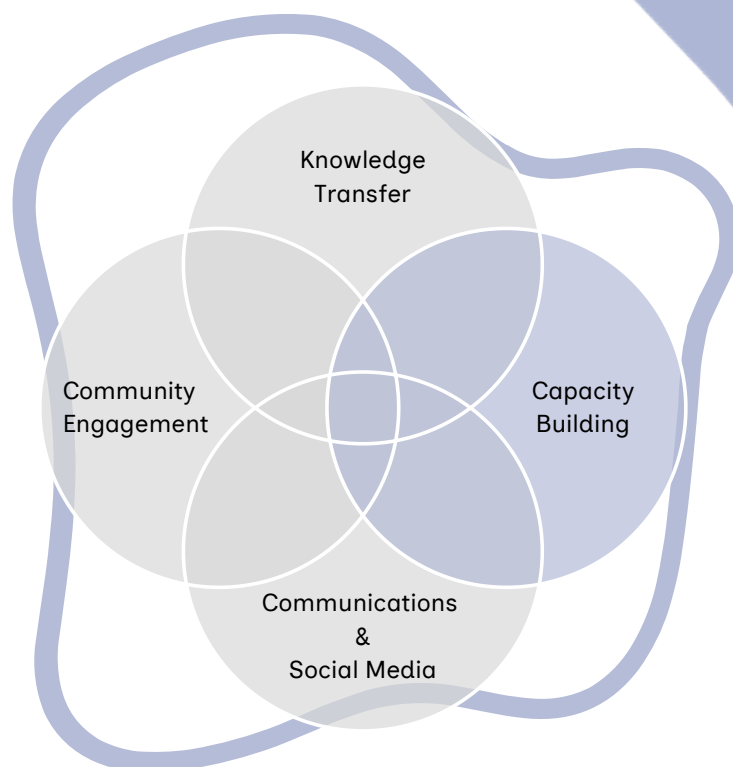 Knowledge
Transfer
Community
Engagement
Capacity
Building
Communications
&
Social Media